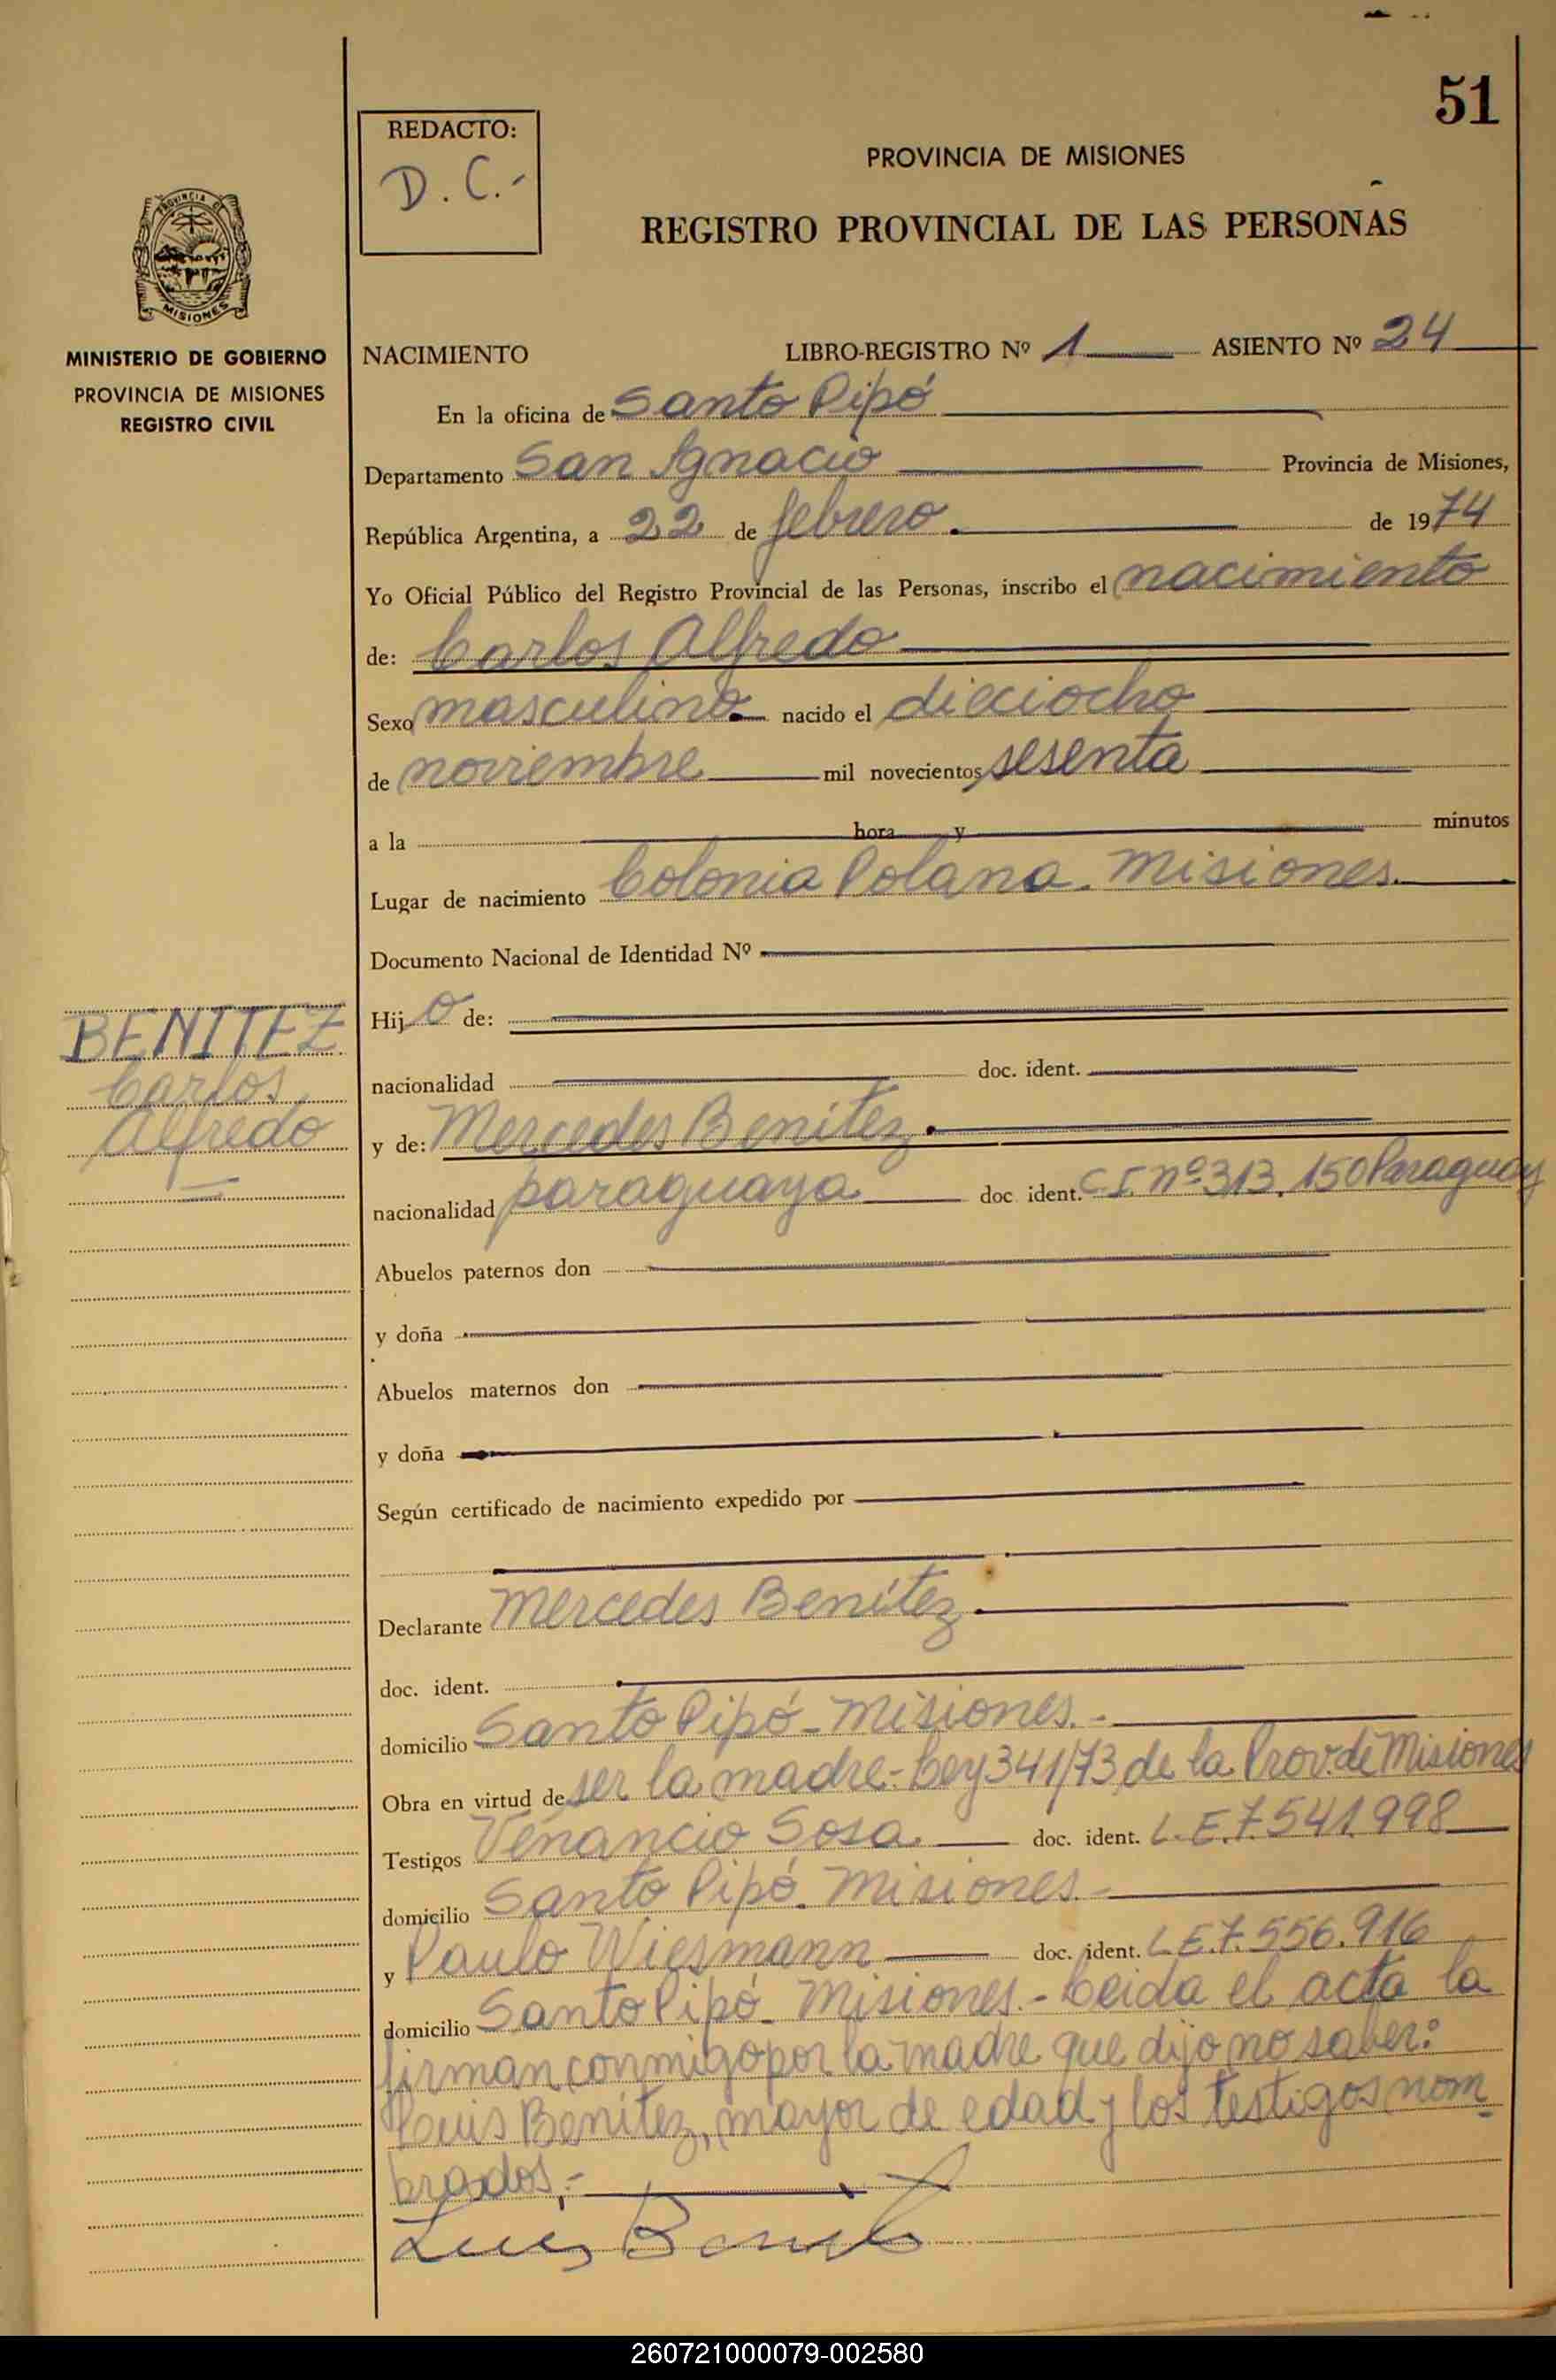 51
REDACTO:
D. C.-
PROVINCIA DE MISIONES
REGISTRO PROVINCIAL DE LAS PERSONAS
PROVINCIA D MISIONES
MINISTERIO DE GOBIERNO
PROVINCIA DE MISIONES
REGISTRO CIVIL
NACIMIENTO LIBRO-REGISTRO Nº 1 ASIENTO Nº 24
En la oficina de Santo Pipó
Departamento San Ignacio Provincia de Misiones,
República Argentina, a 22 de febrero. de 1974
Yo Oficial Público del Registro Provincial de las Personas, inscribo el nacimiento
de: Carlos Alfredo
Sexo masculino. nacido el dieciocho
de noviembre mil novecientos sesenta
a la hora y minutos
Lugar de nacimiento Colonia Polana. Misiones.
Documento Nacional de Identidad Nº
BENITEZ
Carlos
Alfredo
Hijo de:
nacionalidad doc. ident.
y de: Mercedes Benítez.
nacionalidad paraguaya doc ident. C.I. nº 313.150 Paraguay
Abuelos paternos don
y doña
Abuelos maternos don
y doña
Según certificado de nacimiento expedido por
Declarante Mercedes Benítez.
doc. ident.
domicilio Santo Pipó - Misiones.-
Obra en virtud de ser la madre.- Ley 341/73 de la Prov. de Misiones
Testigos Venancio Sosa. doc. ident. L.E.7.541.998
domicilio Santo Pipó. Misiones.-
y Paulo Wiesmann doc. ident. L.E.7.556.916
domicilio Santo Pipó - Misiones.- Leida el acta la
firman conmigo por la madre que dijo no saber:
Luis Benítez, mayor de edad y los testigos nom
brados.-
Luis Benitez
260721000079-002580